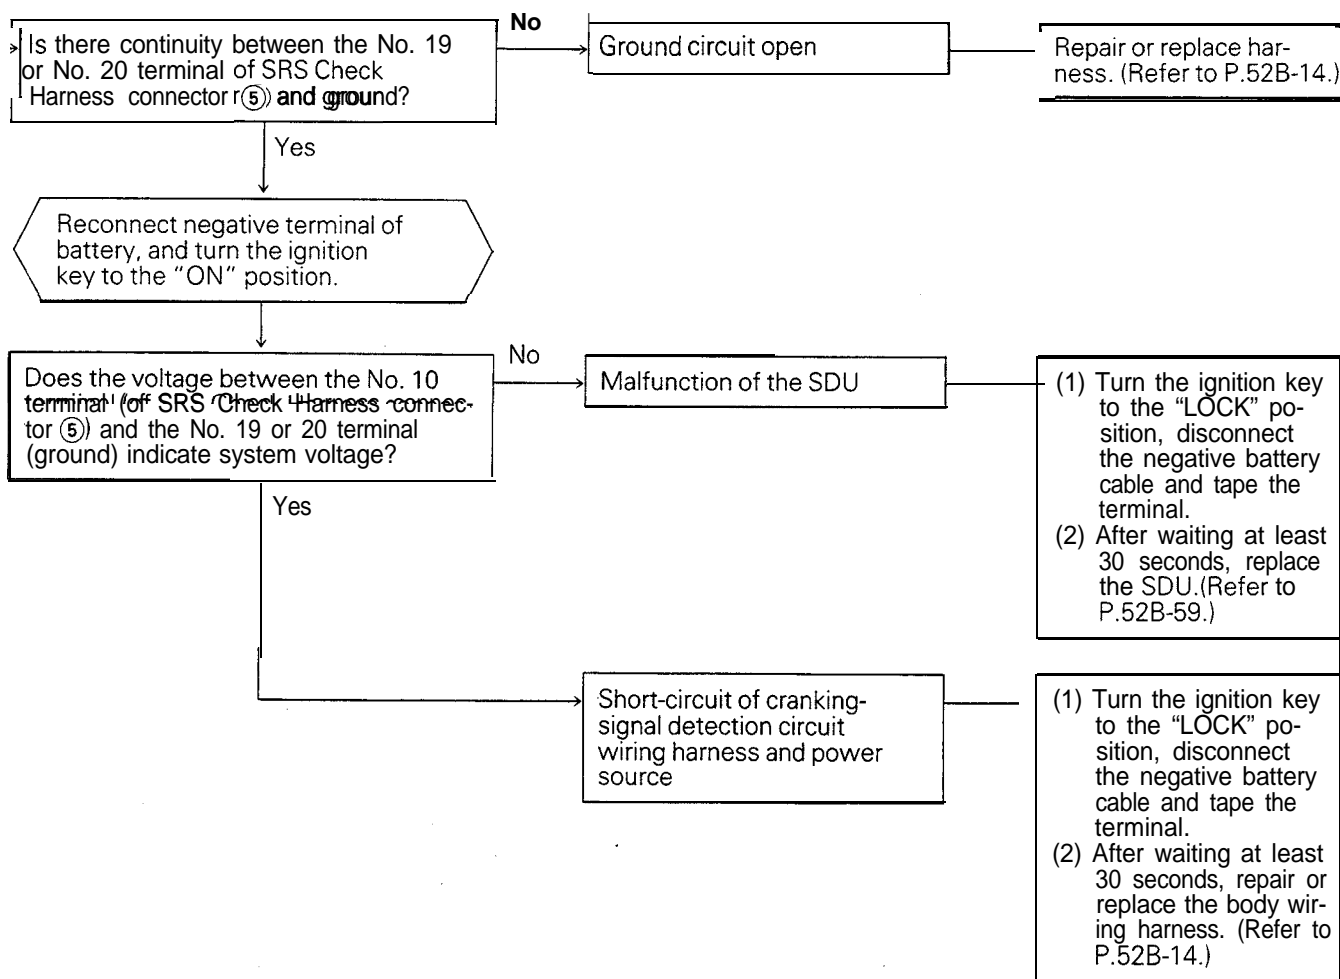 Is there continuity between the No. 19
or No. 20 terminal of SRS Check
Harness connector ⑤ and ground?
No
Ground circuit open
Repair or replace har-
ness. (Refer to P.52B-14.)
Yes
Reconnect negative terminal of
battery, and turn the ignition
key to the “ON” position.
Does the voltage between the No. 10
terminal (of SRS Check Harness connec-
tor ⑤) and the No. 19 or 20 terminal
(ground) indicate system voltage?
No
Malfunction of the SDU
(1) Turn the ignition key
to the “LOCK” po-
sition, disconnect
the negative battery
cable and tape the
terminal.
(2) After waiting at least
30 seconds, replace
the SDU.(Refer to
P.52B-59.)
Yes
Short-circuit of cranking-
signal detection circuit
wiring harness and power
source
(1) Turn the ignition key
to the “LOCK” po-
sition, disconnect
the negative battery
cable and tape the
terminal.
(2) After waiting at least
30 seconds, repair or
replace the body wir-
ing harness. (Refer to
P.52B-14.)